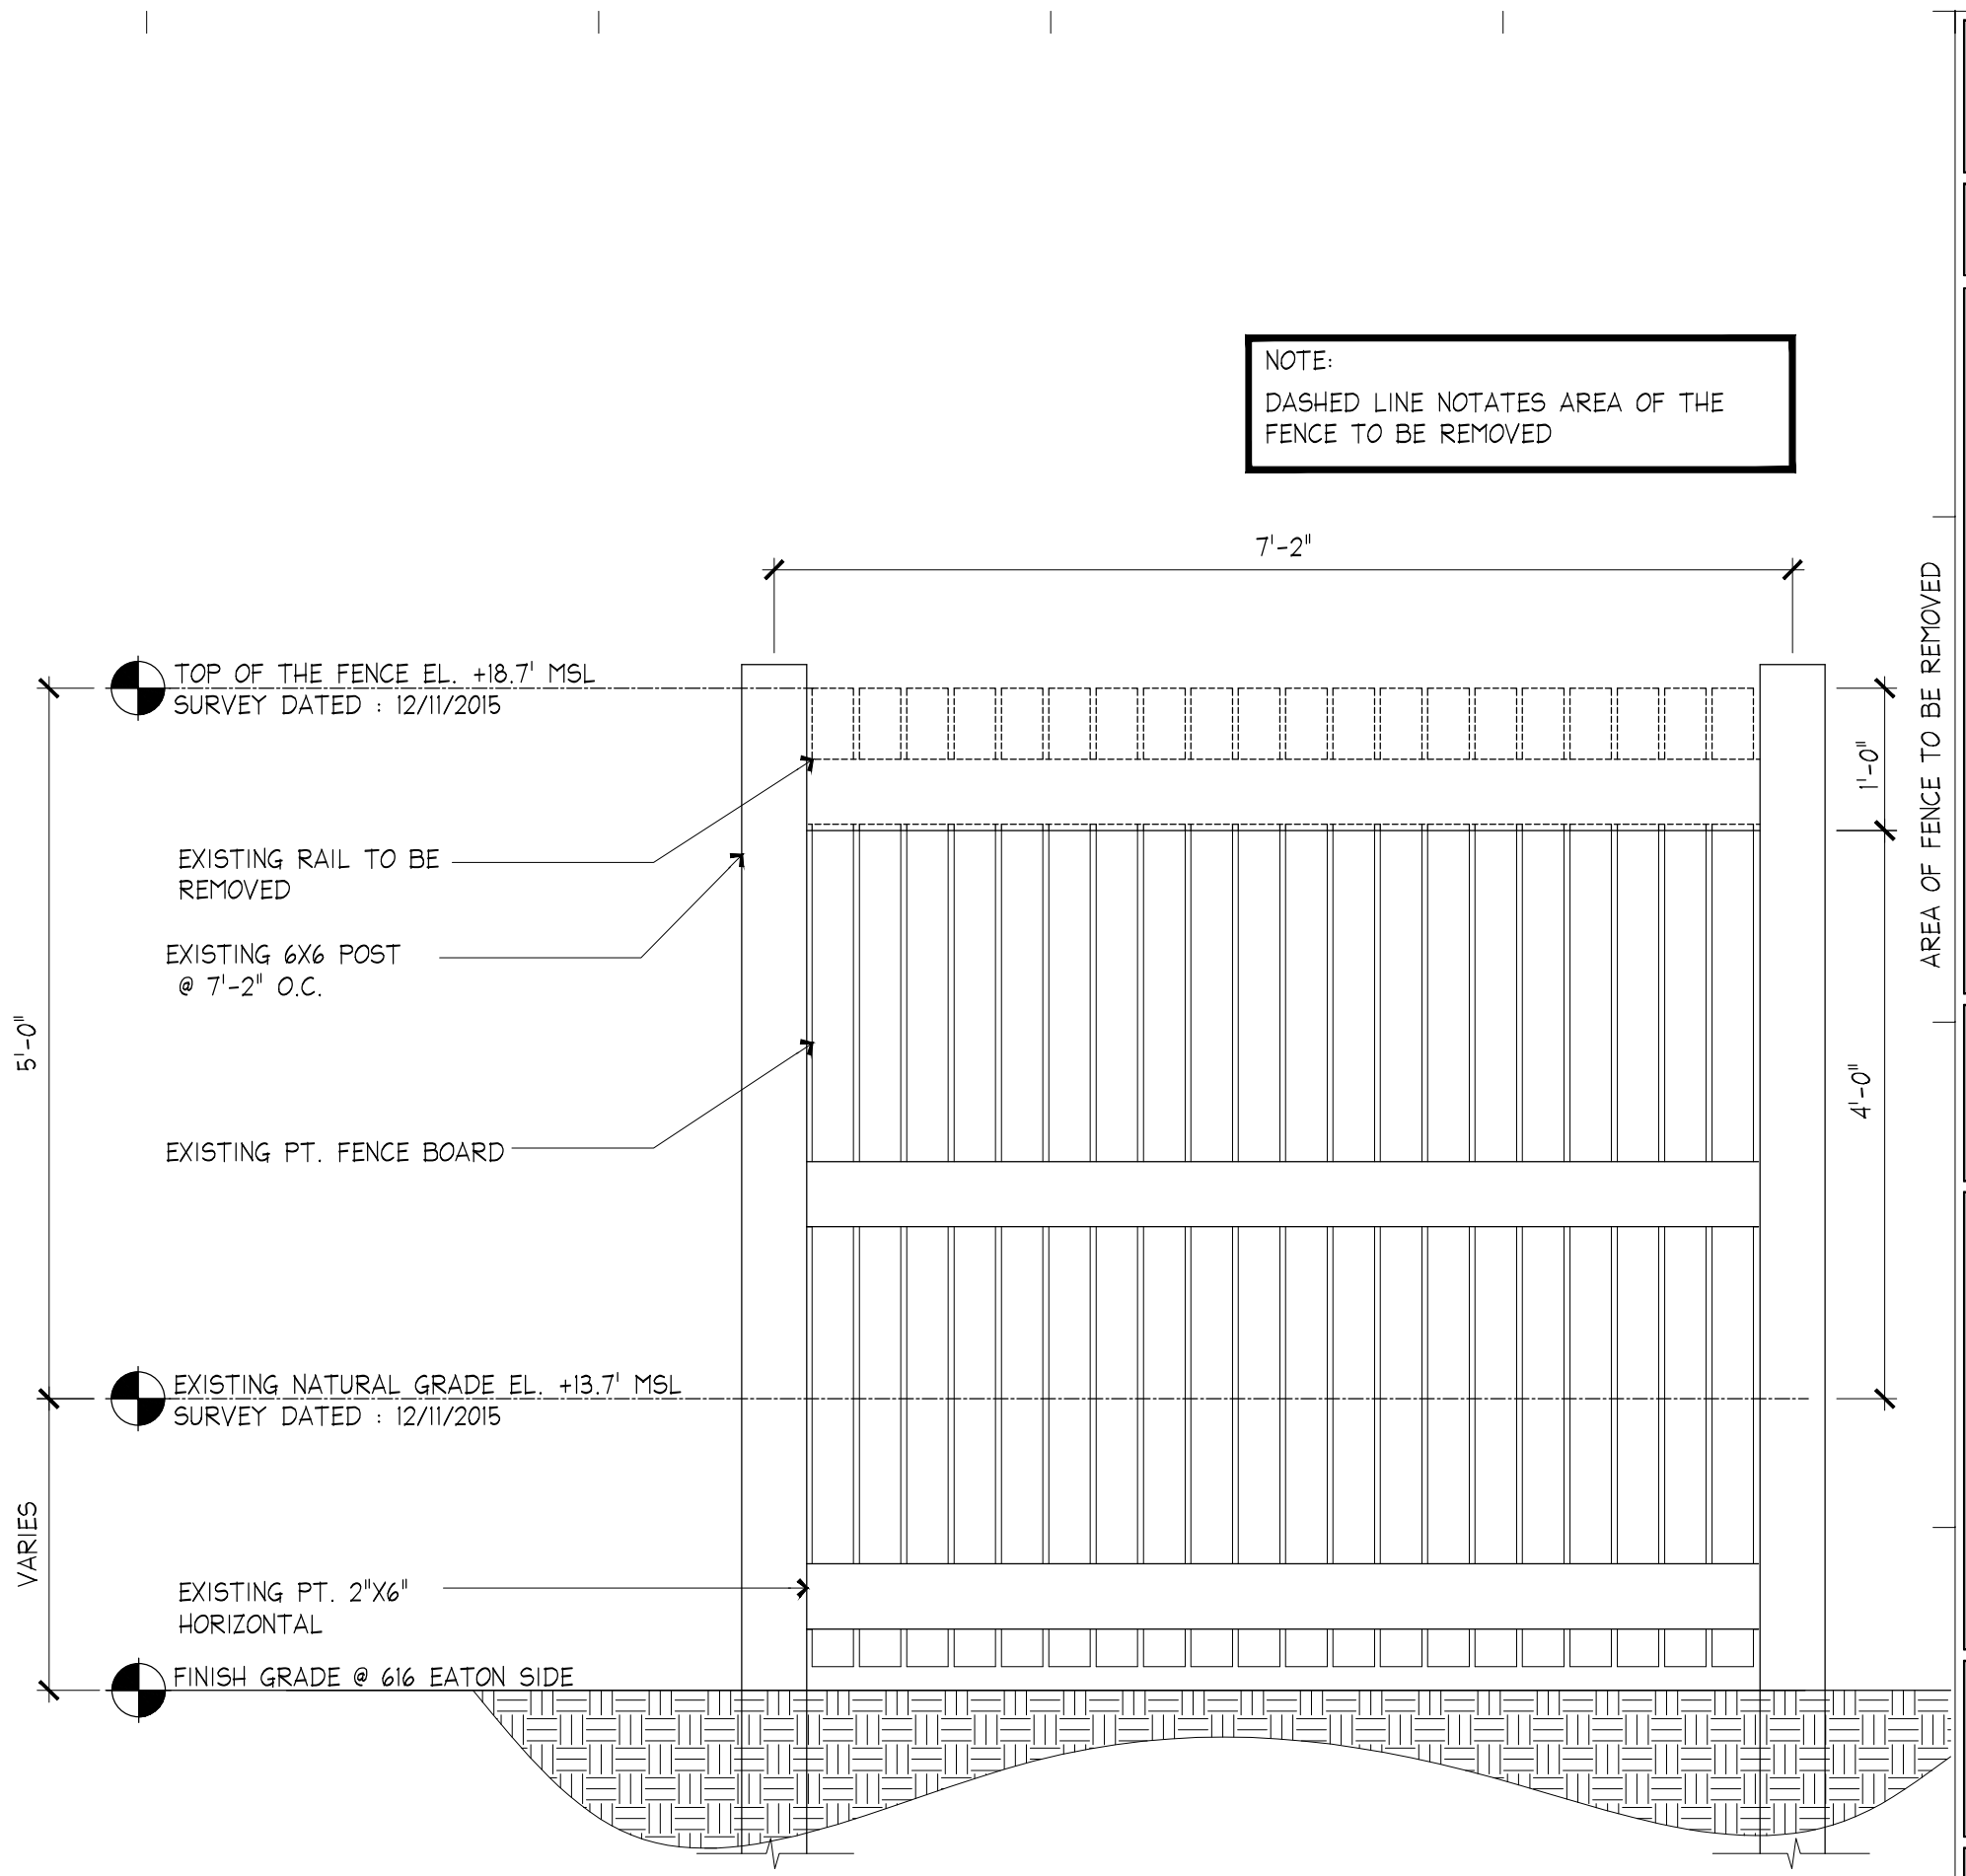 NOTE:
DASHED LINE NOTATES AREA OF THE
FENCE TO BE REMOVED
7'-2"
TOP OF THE FENCE EL. +18.7' MSL
SURVEY DATED : 12/11/2015
EXISTING RAIL TO BE
REMOVED
EXISTING 6X6 POST
@ 7'-2" O.C.
EXISTING PT. FENCE BOARD
5'-0"
1'-0"
AREA OF FENCE TO BE REMOVED
4'-0"
EXISTING NATURAL GRADE EL. +13.7' MSL
SURVEY DATED : 12/11/2015
VARIES
EXISTING PT. 2"X6"
HORIZONTAL
FINISH GRADE @ 616 EATON SIDE